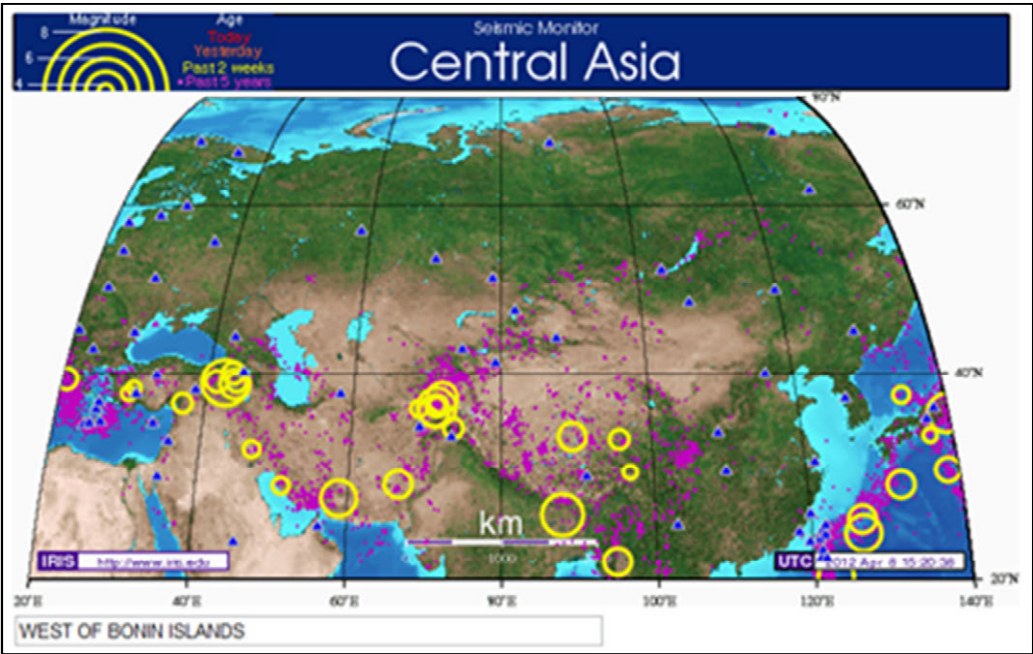 Magnitude
Age
Seismic Monitor
Central Asia
8
6
4
Today
Yesterday
Past 2 weeks
•Past 5 years
90°N
60°N
40°N
km
1000
IRIS http://www.iris.edu
UTC 2012 Apr 6 15:20:36
20°N
20°E 40°E 60°E 80°E 100°E 120°E 140°E
WEST OF BONIN ISLANDS